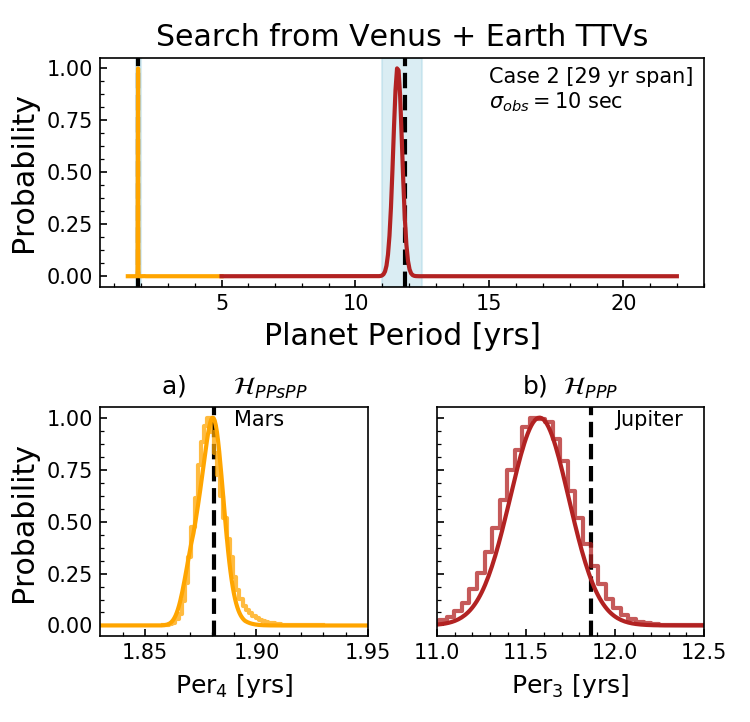 Search from Venus + Earth TTVs
1.00
0.75
0.50
0.25
0.00
Probability
Case 2 [29 yr span]
σ_obs = 10 sec
5 10 15 20
Planet Period [yrs]
a) ℋ_PPsPP
Mars
1.00
0.75
0.50
0.25
0.00
Probability
1.85 1.90 1.95
Per_4 [yrs]
b) ℋ_PPP
Jupiter
11.0 11.5 12.0 12.5
Per_3 [yrs]